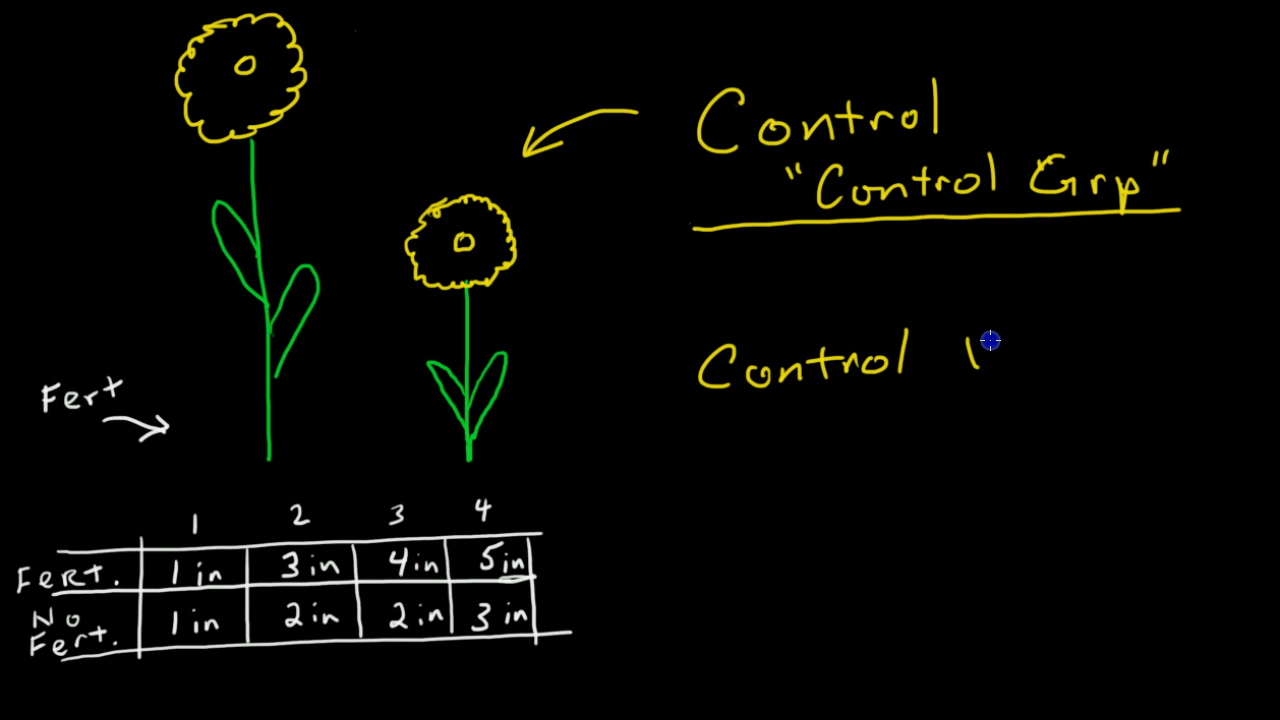 Control
"Control Grp"
Control
Fert
1 2 3 4
Fert. 1 in 3 in 4 in 5 in
No
Fert. 1 in 2 in 2 in 3 in